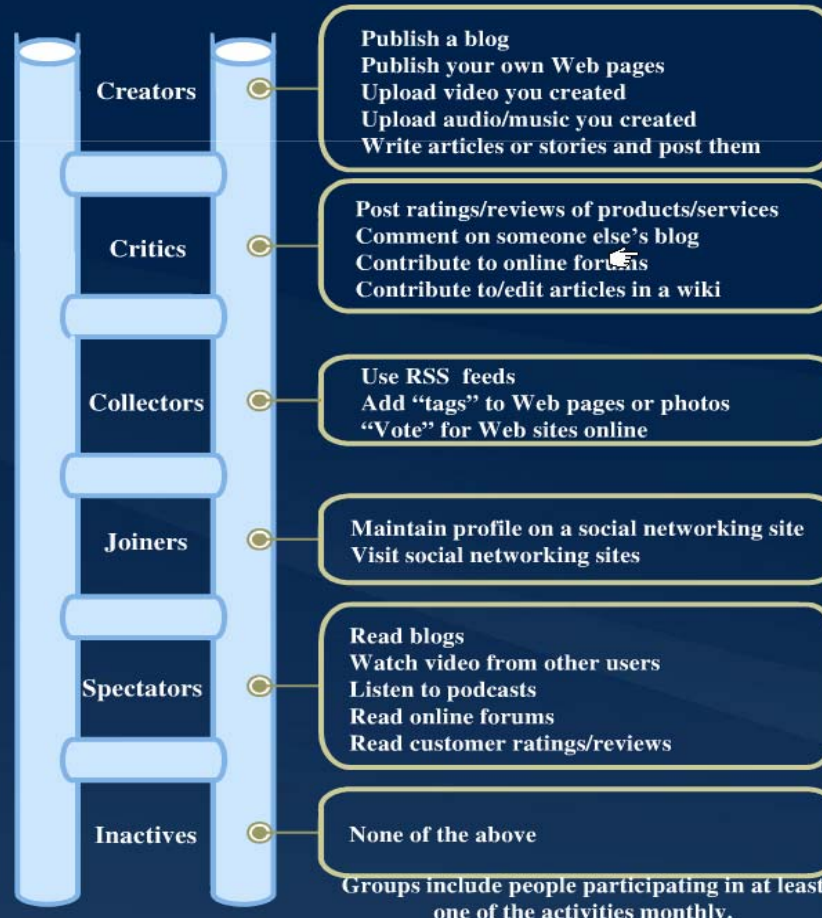 Creators
Publish a blog
Publish your own Web pages
Upload video you created
Upload audio/music you created
Write articles or stories and post them
Critics
Post ratings/reviews of products/services
Comment on someone else’s blog
Contribute to online forums
Contribute to/edit articles in a wiki
Collectors
Use RSS feeds
Add “tags” to Web pages or photos
“Vote” for Web sites online
Joiners
Maintain profile on a social networking site
Visit social networking sites
Spectators
Read blogs
Watch video from other users
Listen to podcasts
Read online forums
Read customer ratings/reviews
Inactives
None of the above
Groups include people participating in at least
one of the activities monthly.